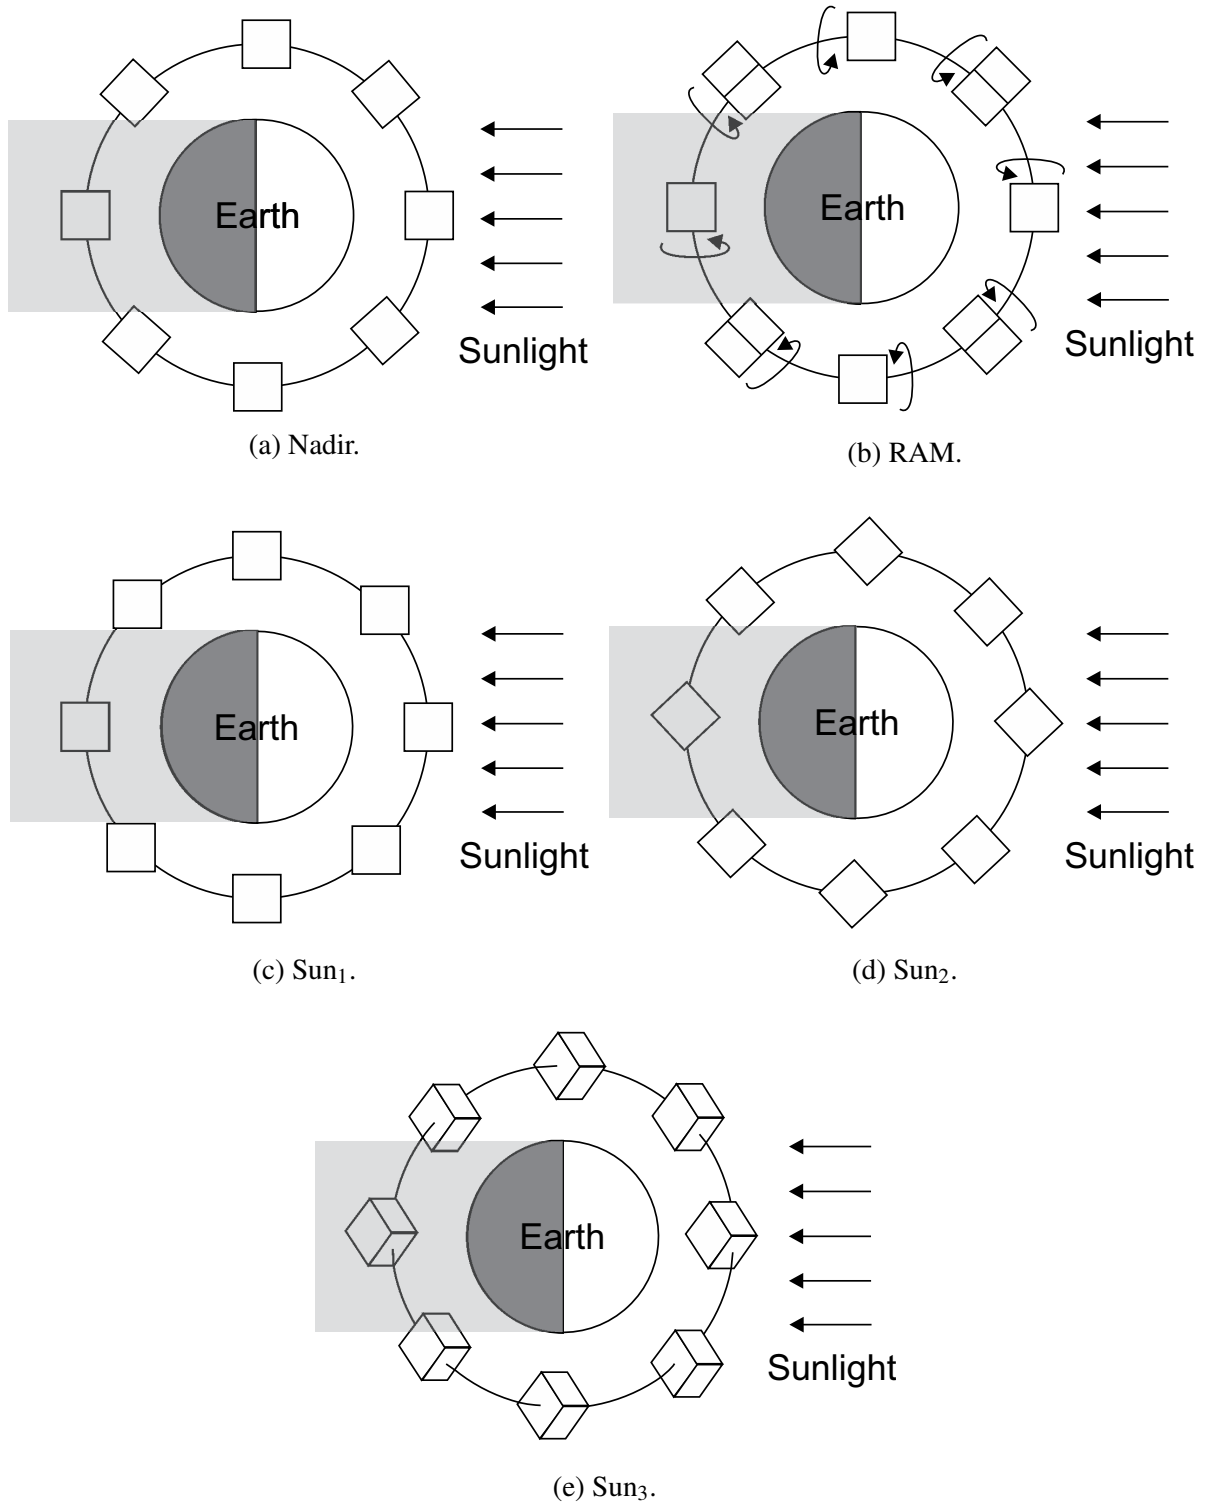 Earth
Sunlight
(a) Nadir.
Earth
Sunlight
(b) RAM.
Earth
Sunlight
(c) Sun₁.
Earth
Sunlight
(d) Sun₂.
Earth
Sunlight
(e) Sun₃.